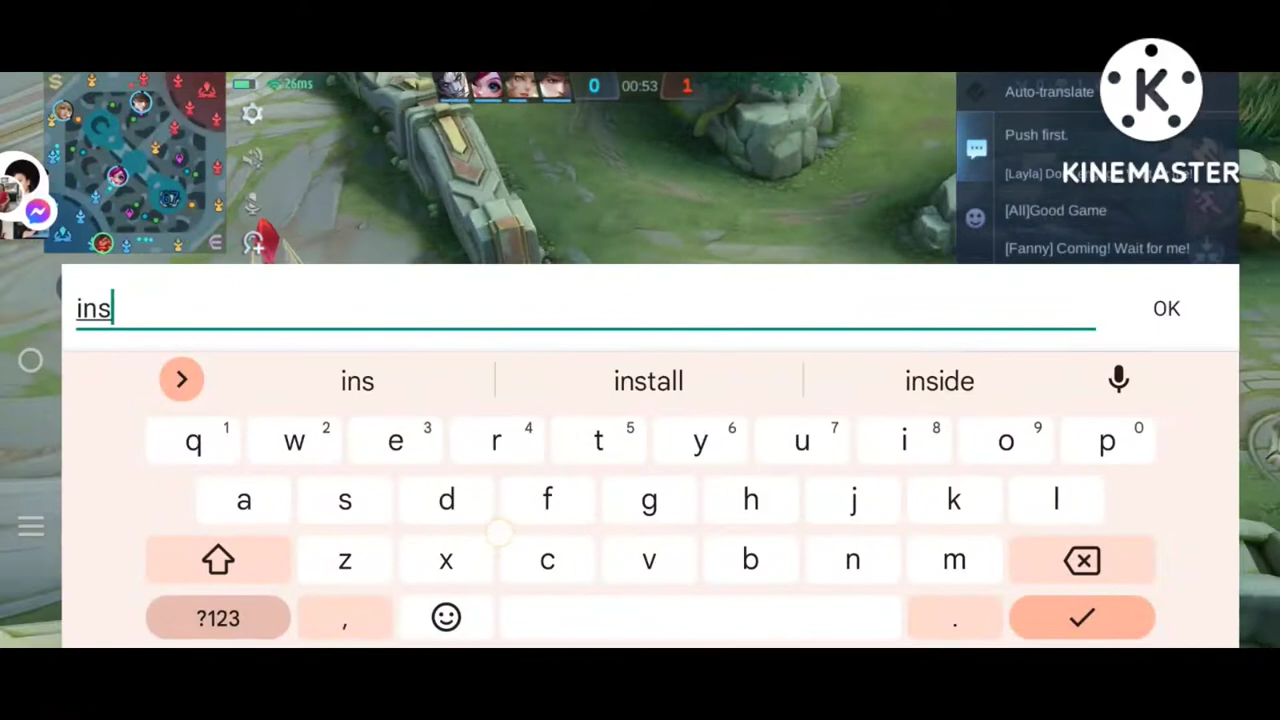 26ms
0 00:53 1
Auto-translate
K
KINEMASTER
Push first.
[Layla] Do
[All]Good Game
[Fanny] Coming! Wait for me!
ins
OK
ins install inside
q 1 w 2 e 3 r 4 t 5 y 6 u 7 i 8 o 9 p 0
a s d f g h j k l
z x c v b n m
?123 , .